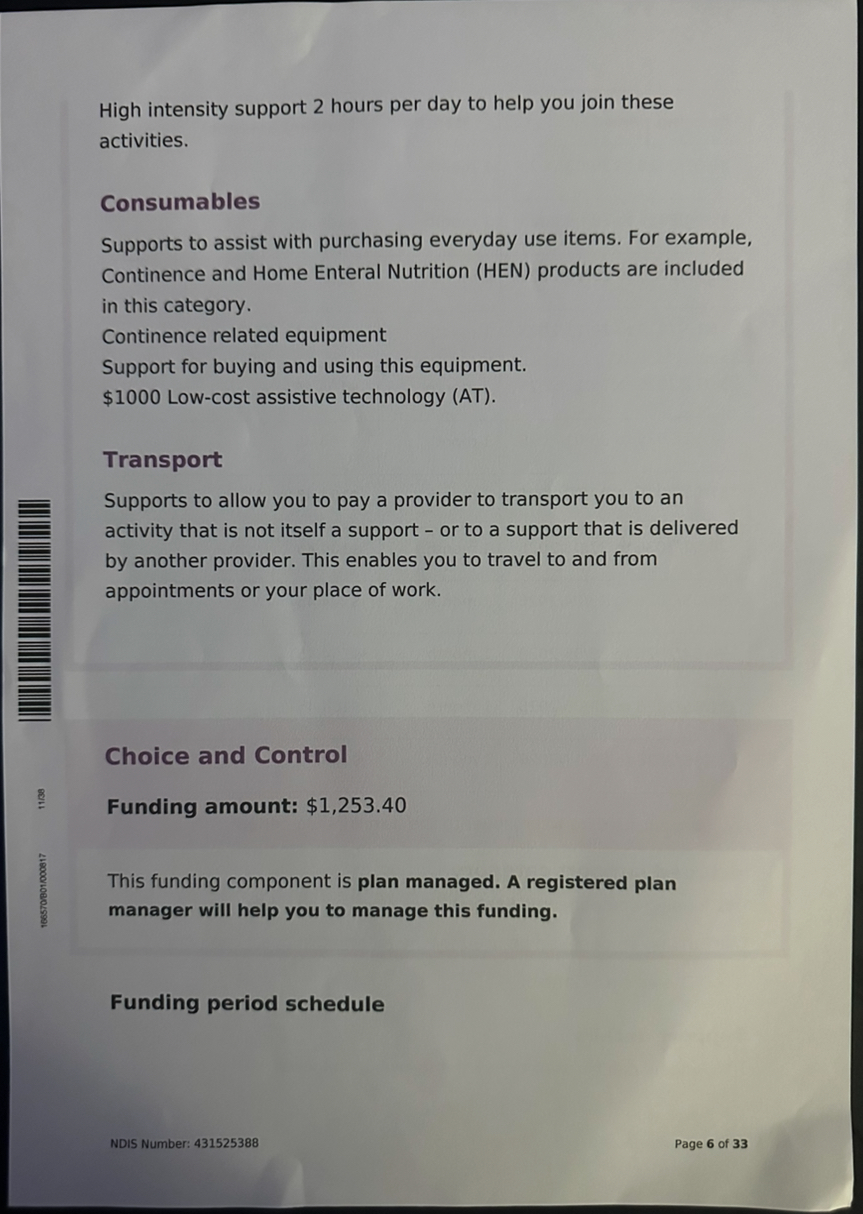 High intensity support 2 hours per day to help you join these
activities.
Consumables
Supports to assist with purchasing everyday use items. For example,
Continence and Home Enteral Nutrition (HEN) products are included
in this category.
Continence related equipment
Support for buying and using this equipment.
$1000 Low-cost assistive technology (AT).
Transport
Supports to allow you to pay a provider to transport you to an
activity that is not itself a support – or to a support that is delivered
by another provider. This enables you to travel to and from
appointments or your place of work.
Choice and Control
Funding amount: $1,253.40
This funding component is plan managed. A registered plan
manager will help you to manage this funding.
Funding period schedule
NDIS Number: 431525388
Page 6 of 33
11/38